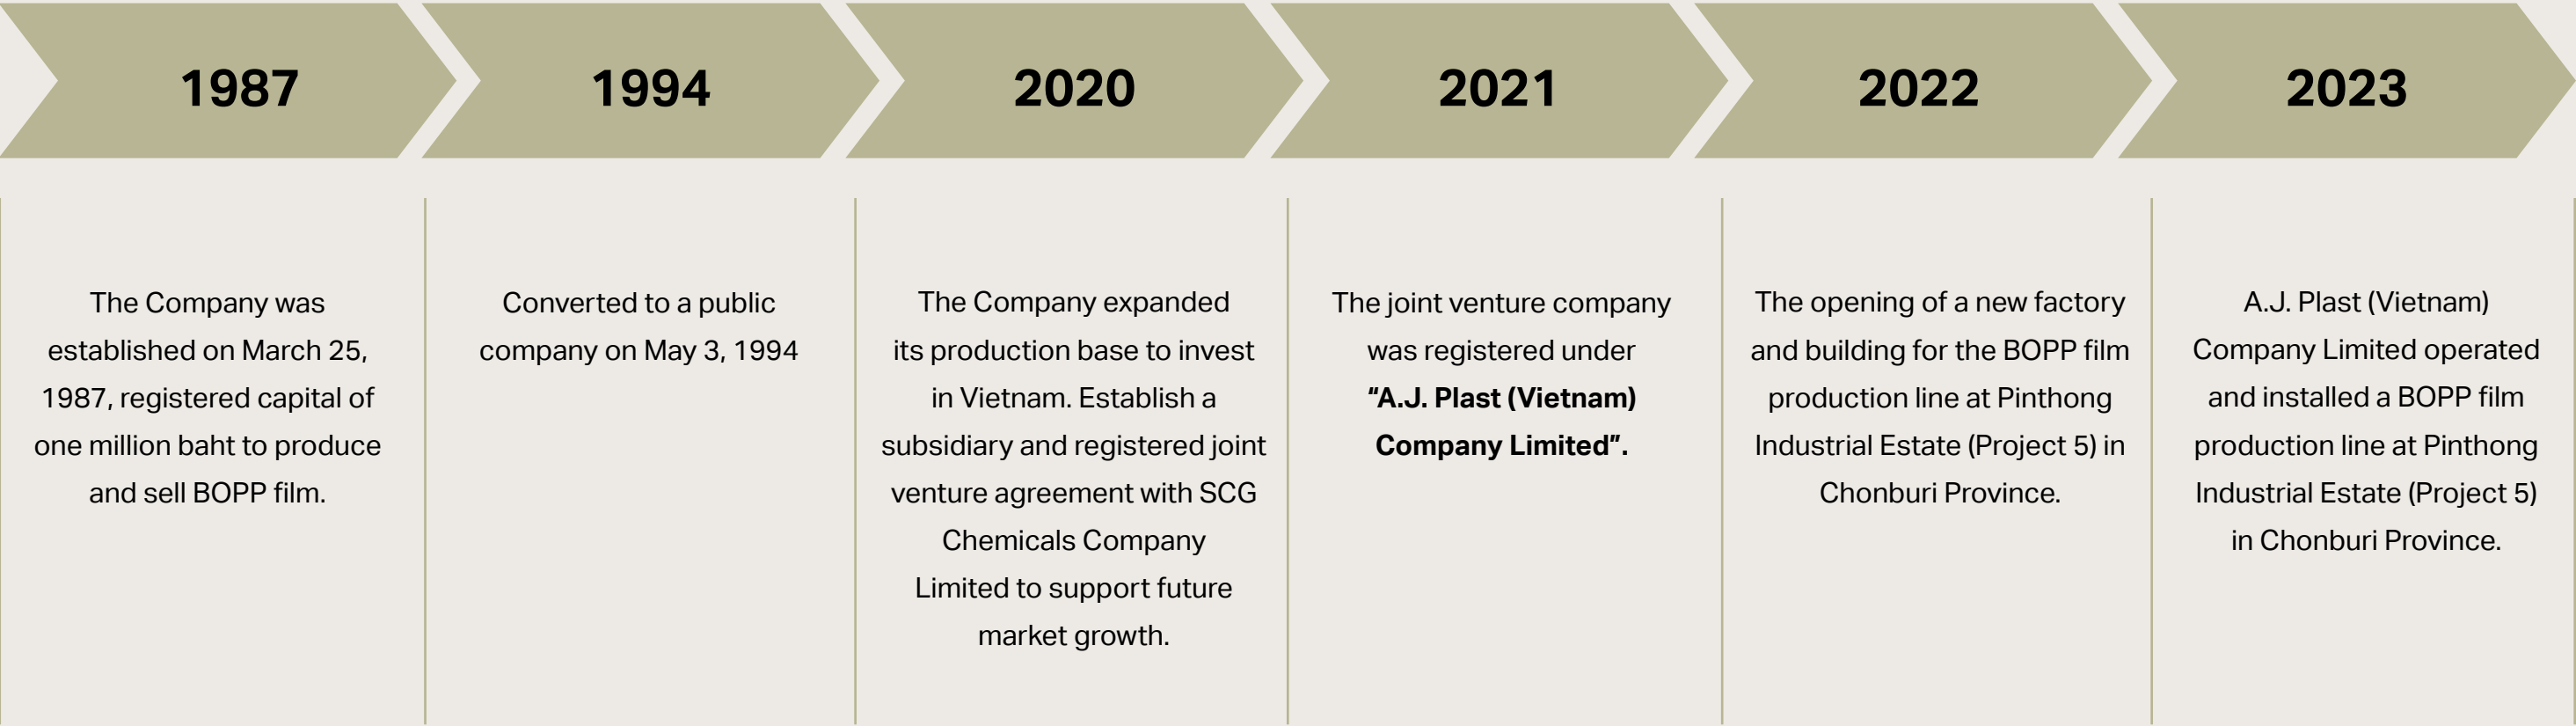 1987
1994
2020
2021
2022
2023
The Company was
established on March 25,
1987, registered capital of
one million baht to produce
and sell BOPP film.
Converted to a public
company on May 3, 1994
The Company expanded
its production base to invest
in Vietnam. Establish a
subsidiary and registered joint
venture agreement with SCG
Chemicals Company
Limited to support future
market growth.
The joint venture company
was registered under
“A.J. Plast (Vietnam)
Company Limited”.
The opening of a new factory
and building for the BOPP film
production line at Pinthong
Industrial Estate (Project 5) in
Chonburi Province.
A.J. Plast (Vietnam)
Company Limited operated
and installed a BOPP film
production line at Pinthong
Industrial Estate (Project 5)
in Chonburi Province.